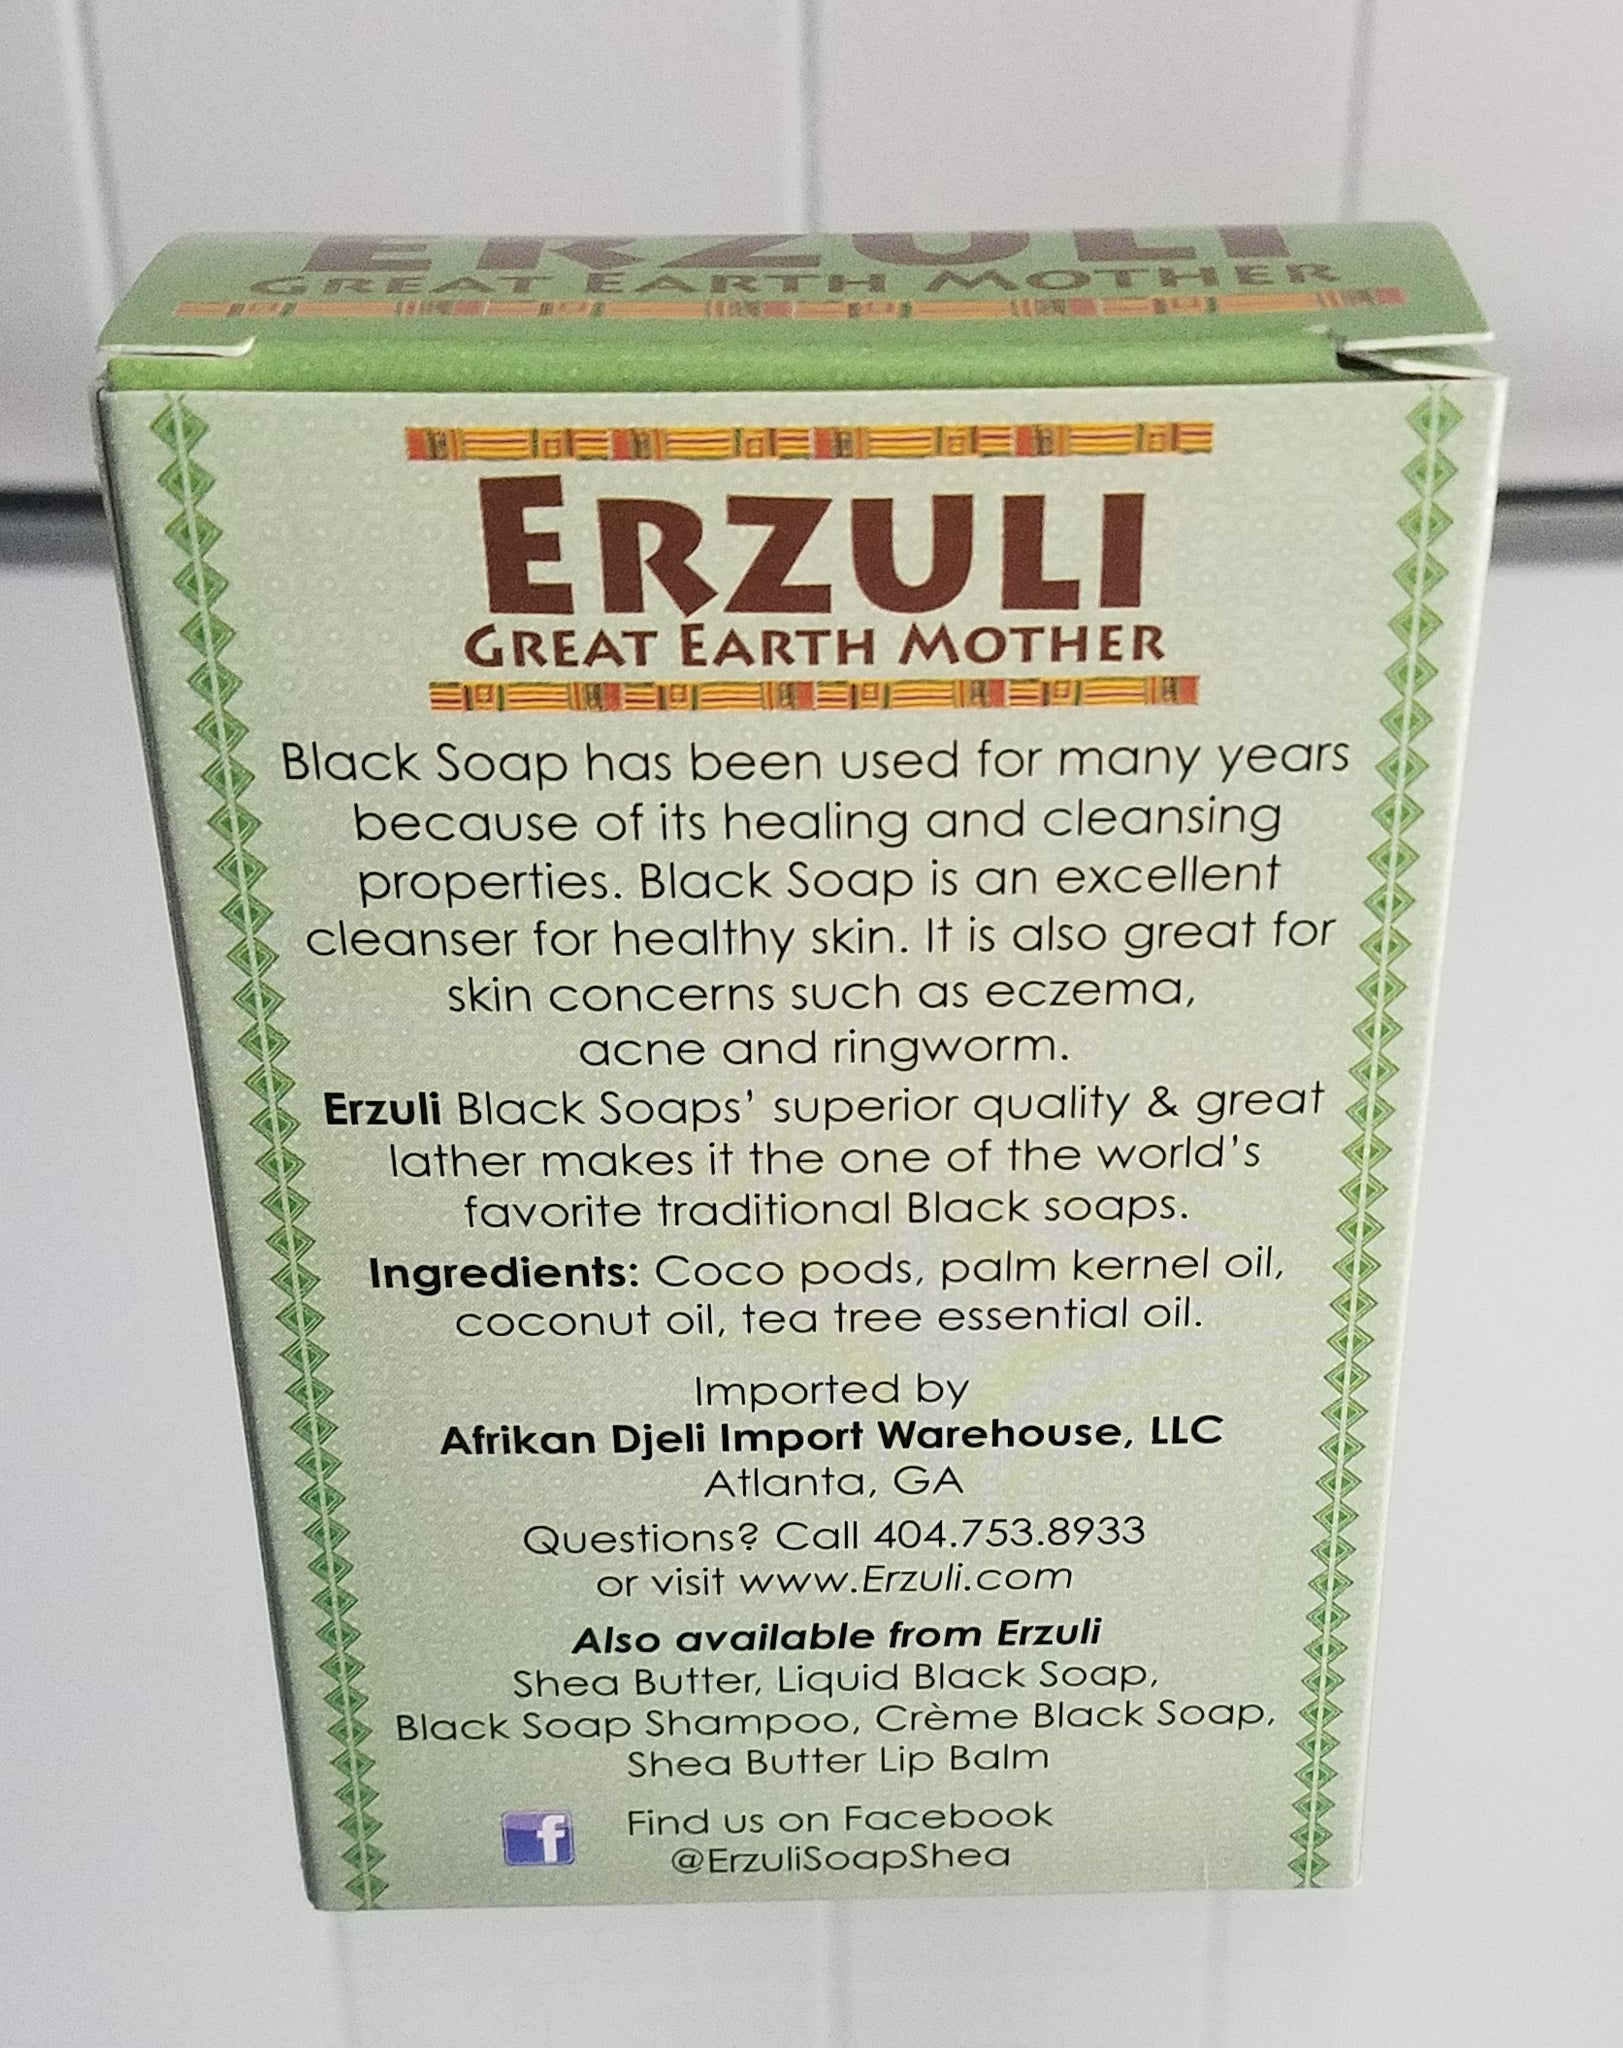 ERZULI
GREAT EARTH MOTHER
ERZULI
GREAT EARTH MOTHER
Black Soap has been used for many years
because of its healing and cleansing
properties. Black Soap is an excellent
cleanser for healthy skin. It is also great for
skin concerns such as eczema,
acne and ringworm.
Erzuli Black Soaps’ superior quality & great
lather makes it the one of the world’s
favorite traditional Black soaps.
Ingredients: Coco pods, palm kernel oil,
coconut oil, tea tree essential oil.
Imported by
Afrikan Djeli Import Warehouse, LLC
Atlanta, GA
Questions? Call 404.753.8933
or visit www.Erzuli.com
Also available from Erzuli
Shea Butter, Liquid Black Soap,
Black Soap Shampoo, Crème Black Soap,
Shea Butter Lip Balm
f Find us on Facebook
@ErzuliSoapShea